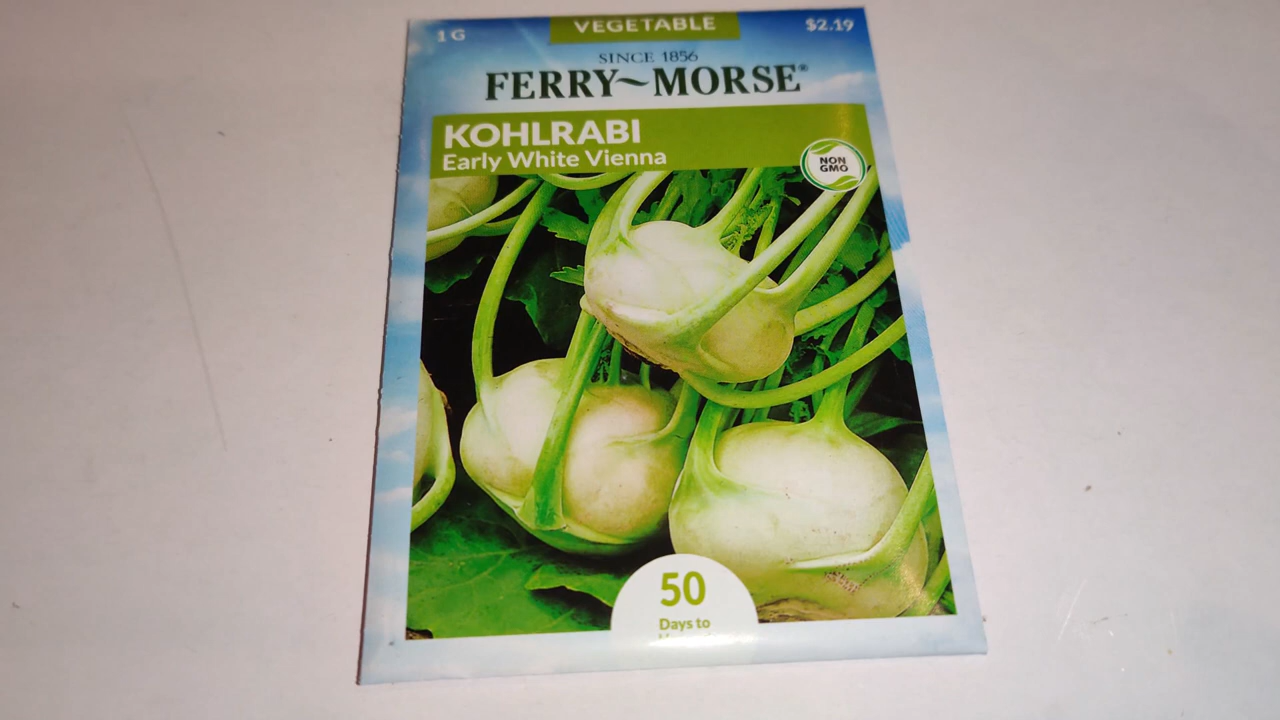 VEGETABLE
1 G
$2.19
SINCE 1856
FERRY~MORSE®
KOHLRABI
Early White Vienna
NON
GMO
50
Days to